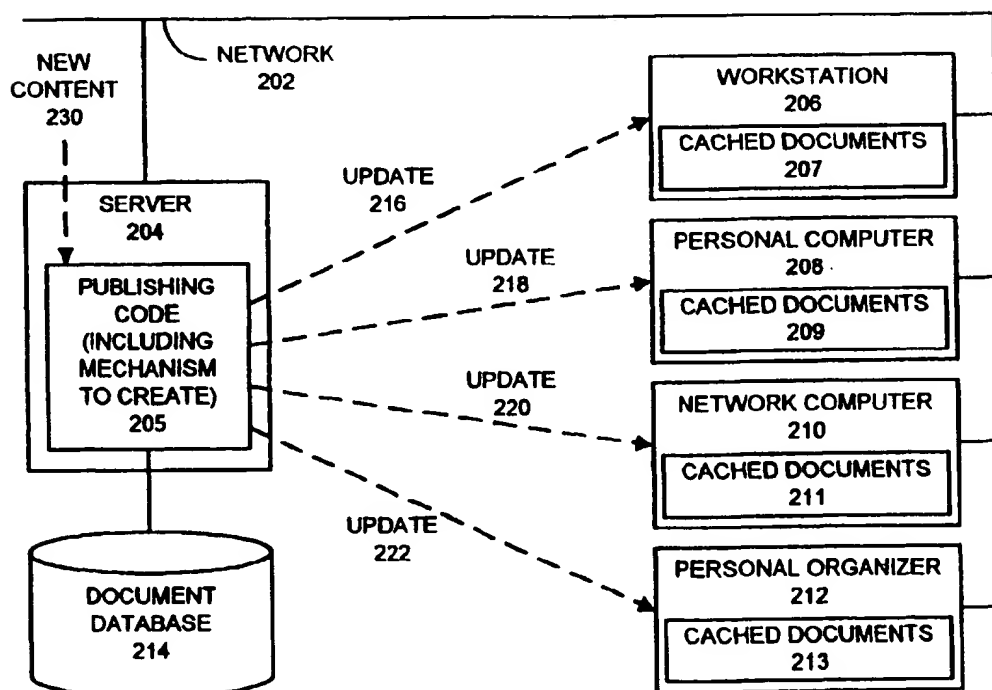 NETWORK
202
NEW
CONTENT
230
SERVER
204
PUBLISHING
CODE
(INCLUDING
MECHANISM
TO CREATE)
205
DOCUMENT
DATABASE
214
UPDATE
216
UPDATE
218
UPDATE
220
UPDATE
222
WORKSTATION
206
CACHED DOCUMENTS
207
PERSONAL COMPUTER
208
CACHED DOCUMENTS
209
NETWORK COMPUTER
210
CACHED DOCUMENTS
211
PERSONAL ORGANIZER
212
CACHED DOCUMENTS
213